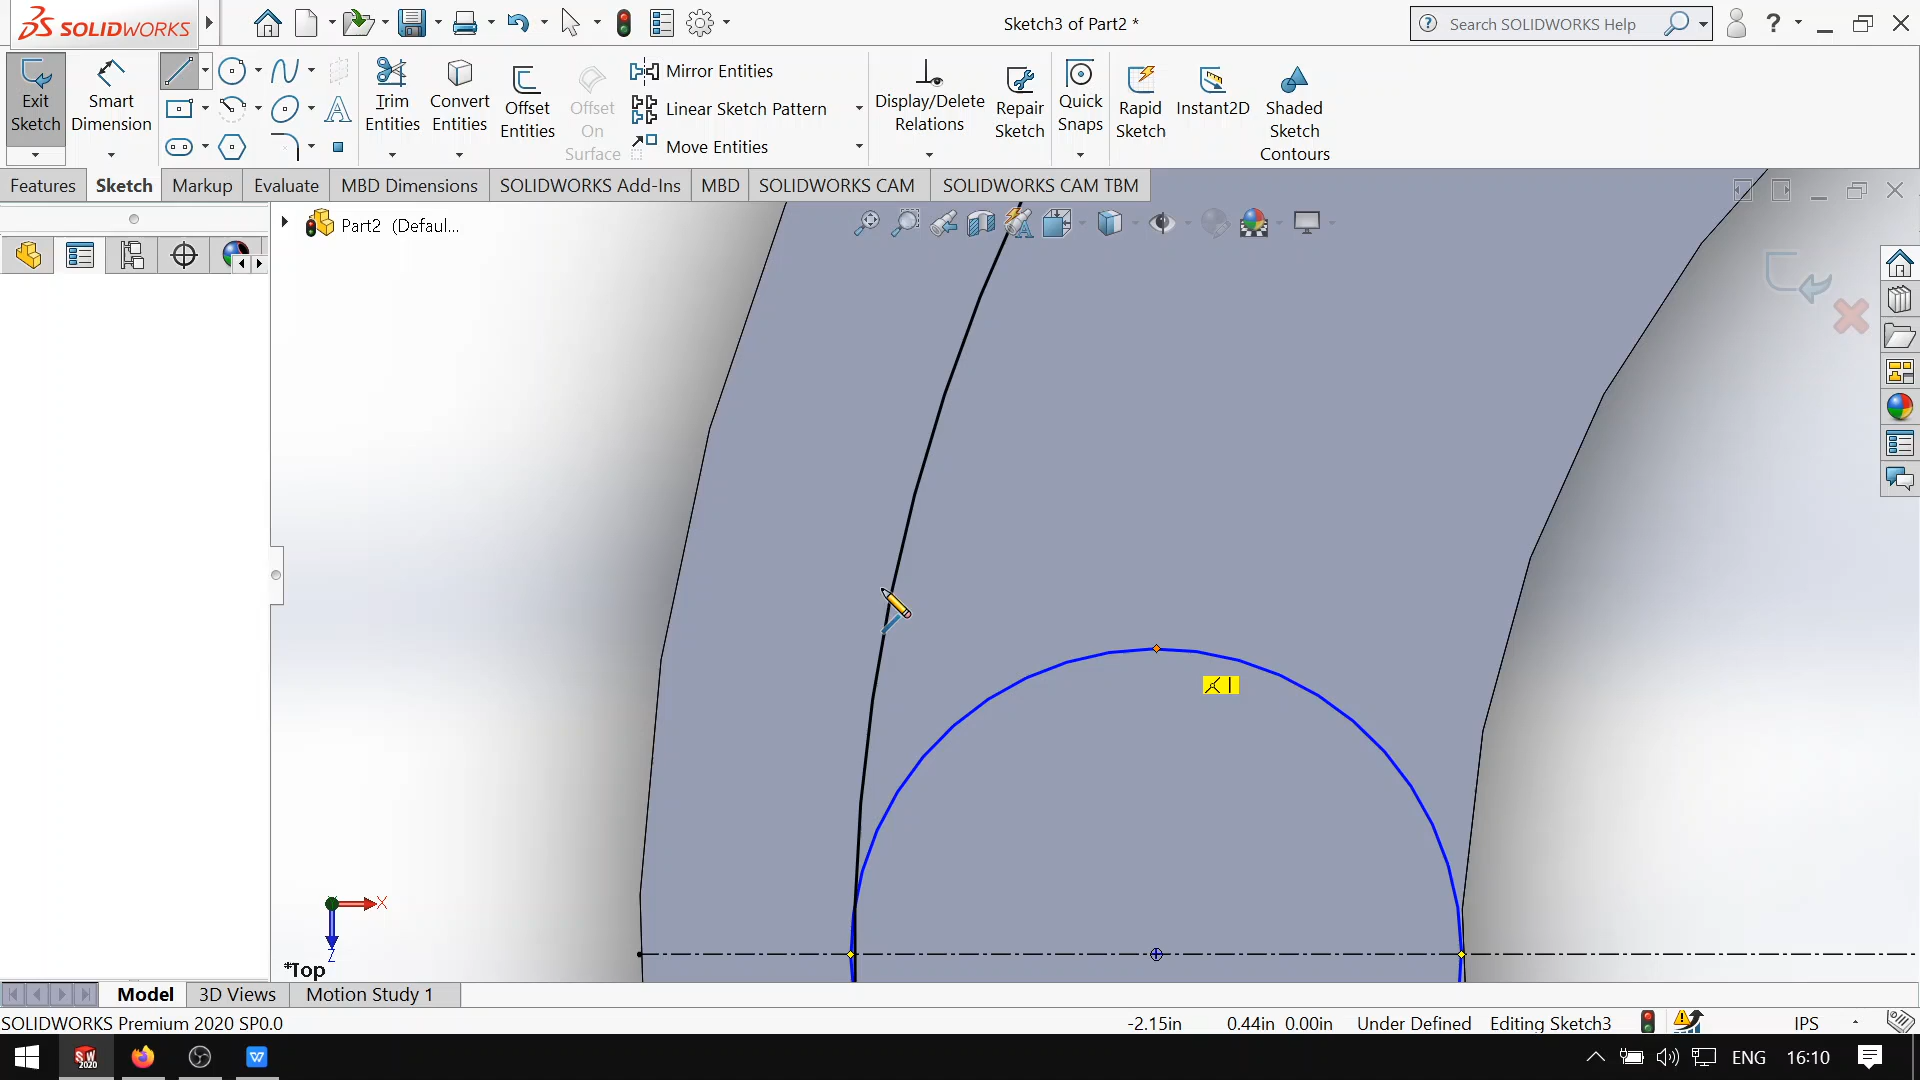 SOLIDWORKS
Sketch3 of Part2 *
Search SOLIDWORKS Help
Exit Sketch
Smart Dimension
Trim Entities
Convert Entities
Offset Entities
Offset On Surface
Mirror Entities
Linear Sketch Pattern
Move Entities
Display/Delete Relations
Repair Sketch
Quick Snaps
Rapid Sketch
Instant2D
Shaded Sketch Contours
Features
Sketch
Markup
Evaluate
MBD Dimensions
SOLIDWORKS Add-Ins
MBD
SOLIDWORKS CAM
SOLIDWORKS CAM TBM
Part2 (Defaul...
X
Z
*Top
Model
3D Views
Motion Study 1
SOLIDWORKS Premium 2020 SP0.0
-2.15in
0.44in 0.00in
Under Defined
Editing Sketch3
IPS
SW 2020
W
ENG
16:10